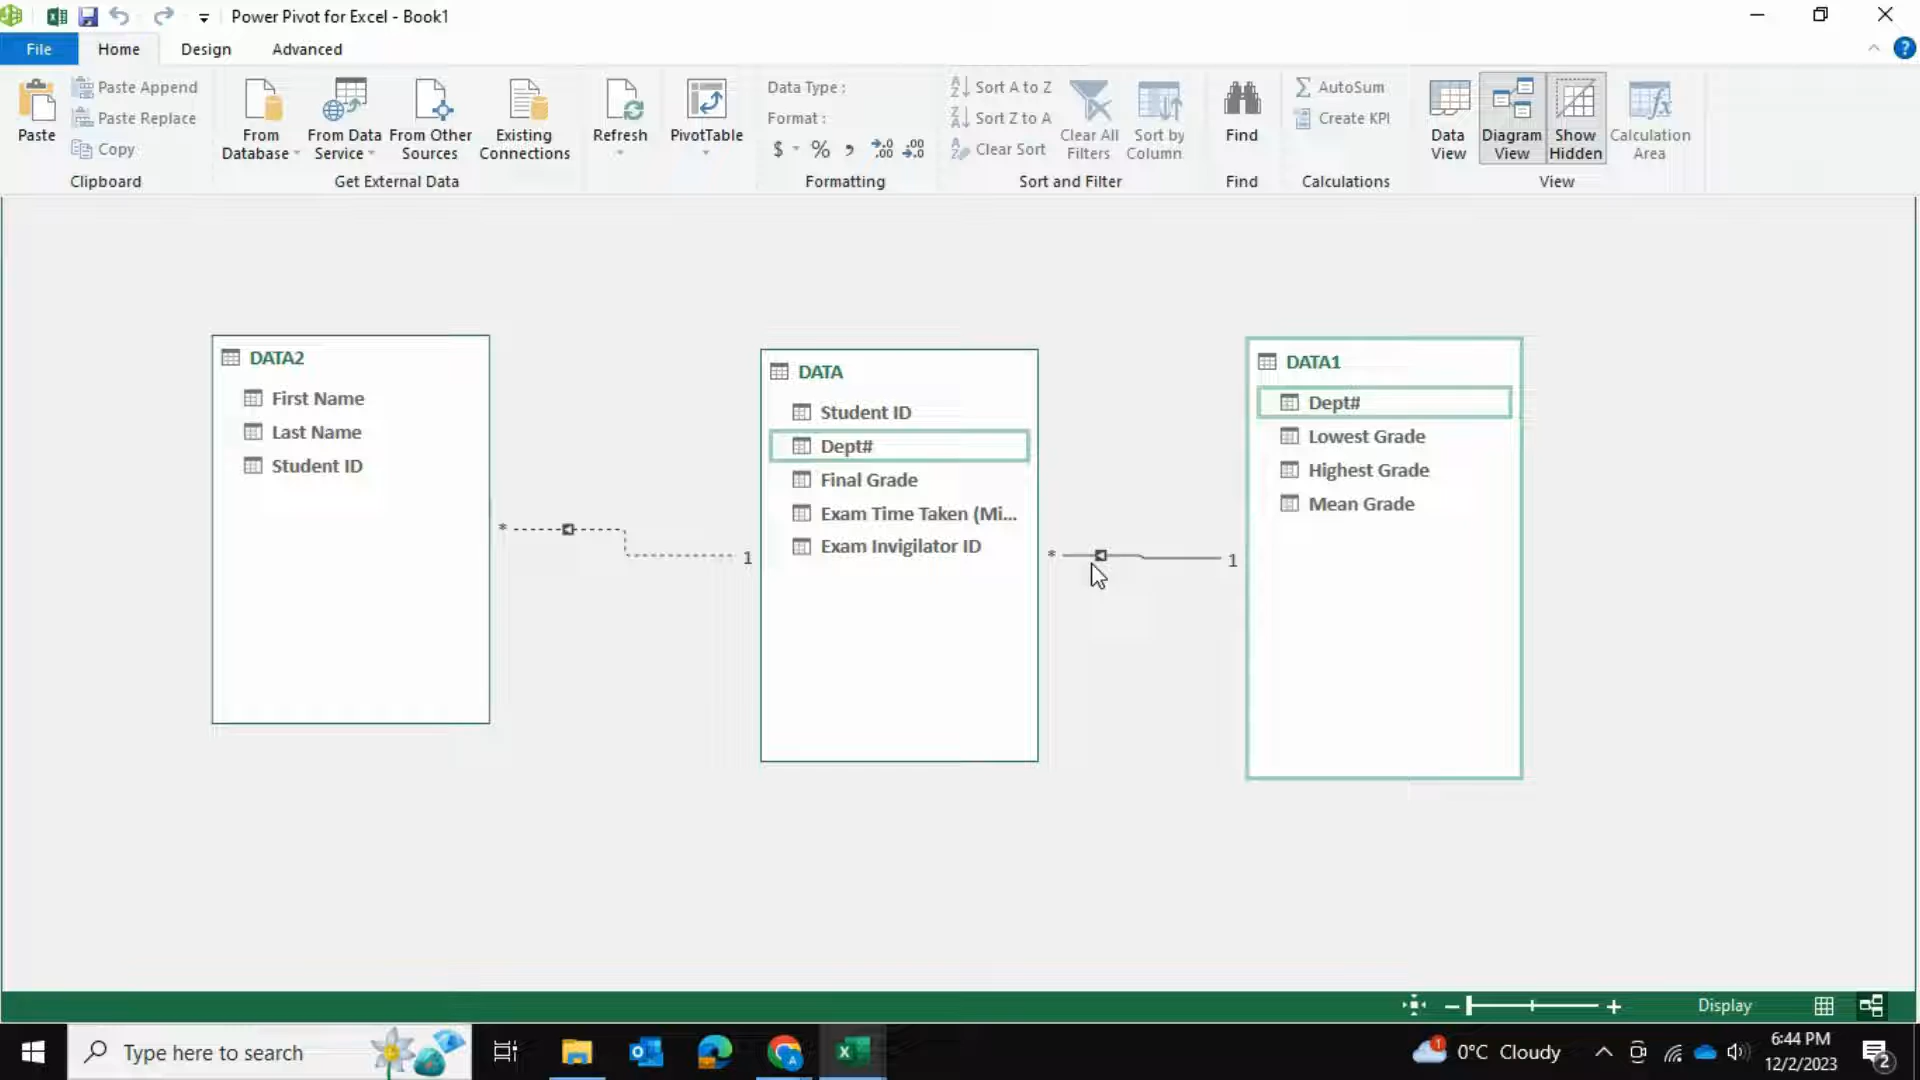 Power Pivot for Excel - Book1
File Home Design Advanced
Paste
Paste Append
Paste Replace
Copy
Clipboard
From Database
From Data Service
From Other Sources
Existing Connections
Get External Data
Refresh
PivotTable
Data Type :
Format :
$ % , .00 .00
Formatting
Sort A to Z
Sort Z to A
Clear Sort
Clear All Filters
Sort by Column
Sort and Filter
Find
Find
AutoSum
Create KPI
Calculations
Data View
Diagram View
Show Hidden
Calculation Area
View
DATA2
First Name
Last Name
Student ID
* 1
DATA
Student ID
Dept#
Final Grade
Exam Time Taken (Mi...
Exam Invigilator ID
* 1
DATA1
Dept#
Lowest Grade
Highest Grade
Mean Grade
Display
Type here to search
1
0°C Cloudy
6:44 PM
12/2/2023
2